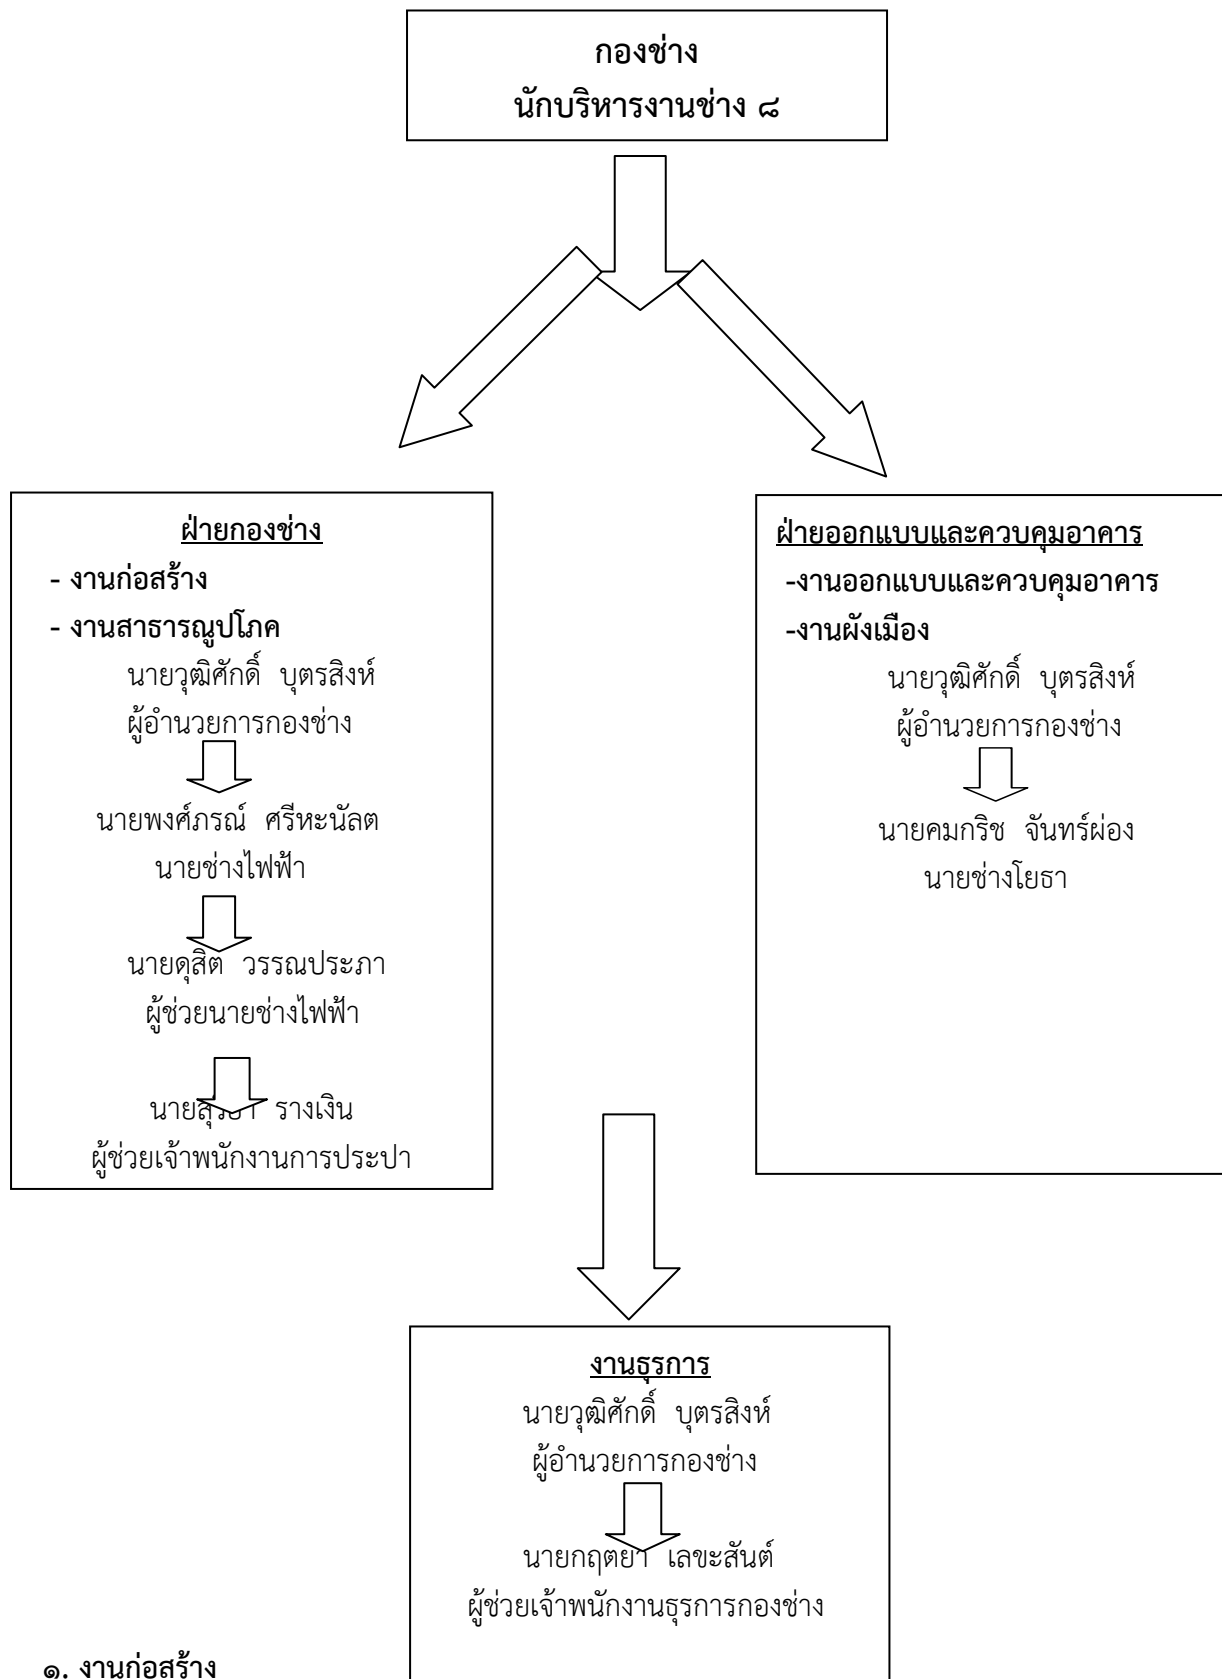 กองช่าง
นักบริหารงานช่าง ๘
ฝ่ายกองช่าง
- งานก่อสร้าง
- งานสาธารณูปโภค
นายวุฒิศักดิ์ บุตรสิงห์
ผู้อำนวยการกองช่าง
นายพงศ์ภรณ์ ศรีหะนัลต
นายช่างไฟฟ้า
นายดุสิต วรรณประภา
ผู้ช่วยนายช่างไฟฟ้า
รางเงิน
ผู้ช่วยเจ้าพนักงานการประปา
ฝ่ายออกแบบและควบคุมอาคาร
-งานออกแบบและควบคุมอาคาร
-งานผังเมือง
นายวุฒิศักดิ์ บุตรสิงห์
ผู้อำนวยการกองช่าง
นายคมกริช จันทร์ผ่อง
นายช่างโยธา
งานธุรการ
นายวุฒิศักดิ์ บุตรสิงห์
ผู้อำนวยการกองช่าง
นายกฤตยา เลขะสันต์
ผู้ช่วยเจ้าพนักงานธุรการกองช่าง
๑. งานก่อสร้าง